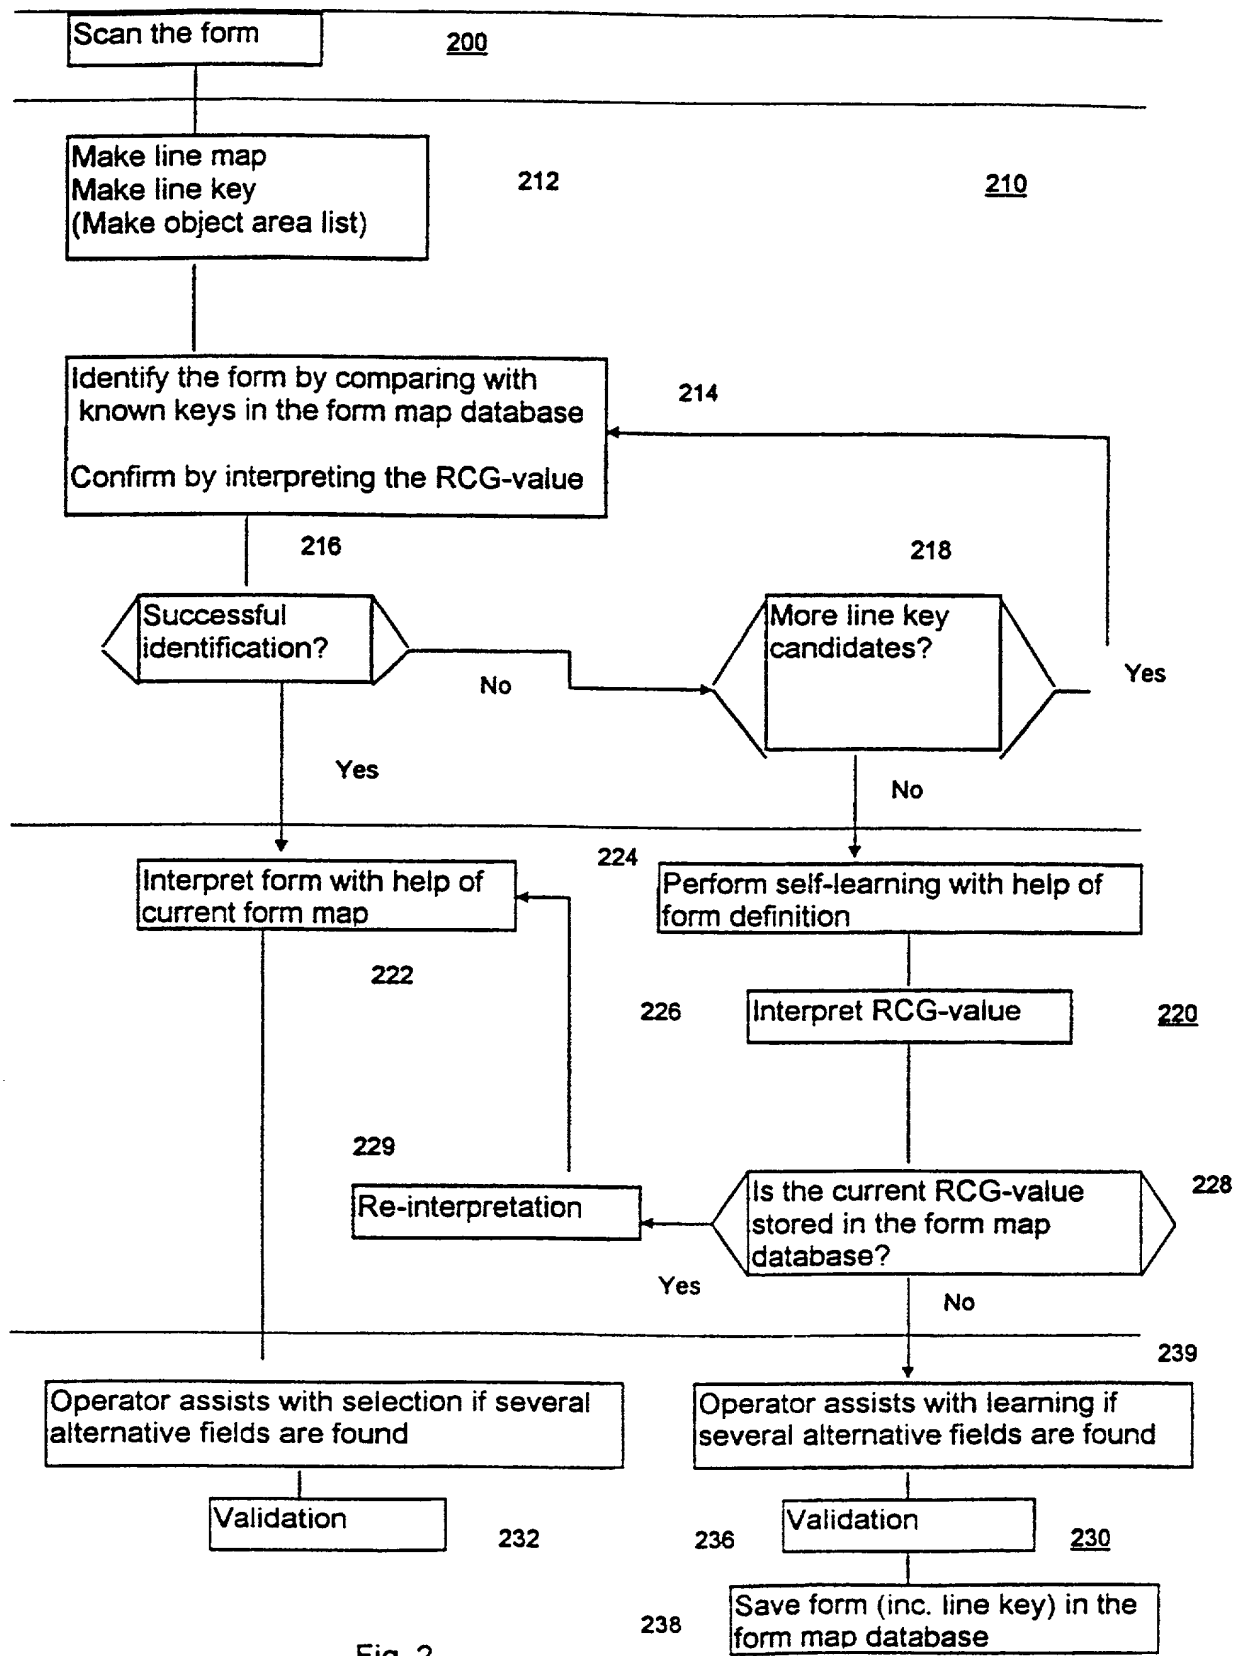 Scan the form
200
Make line map
Make line key
(Make object area list)
212
210
Identify the form by comparing with
known keys in the form map database
Confirm by interpreting the RCG-value
214
216
218
Successful
identification?
More line key
candidates?
No
Yes
Yes
No
224
Interpret form with help of
current form map
Perform self-learning with help of
form definition
222
226
Interpret RCG-value
220
229
Re-interpretation
Is the current RCG-value
stored in the form map
database?
228
Yes
No
239
Operator assists with selection if several
alternative fields are found
Operator assists with learning if
several alternative fields are found
Validation
232
236
Validation
230
238
Save form (inc. line key) in the
form map database
Fig. 2